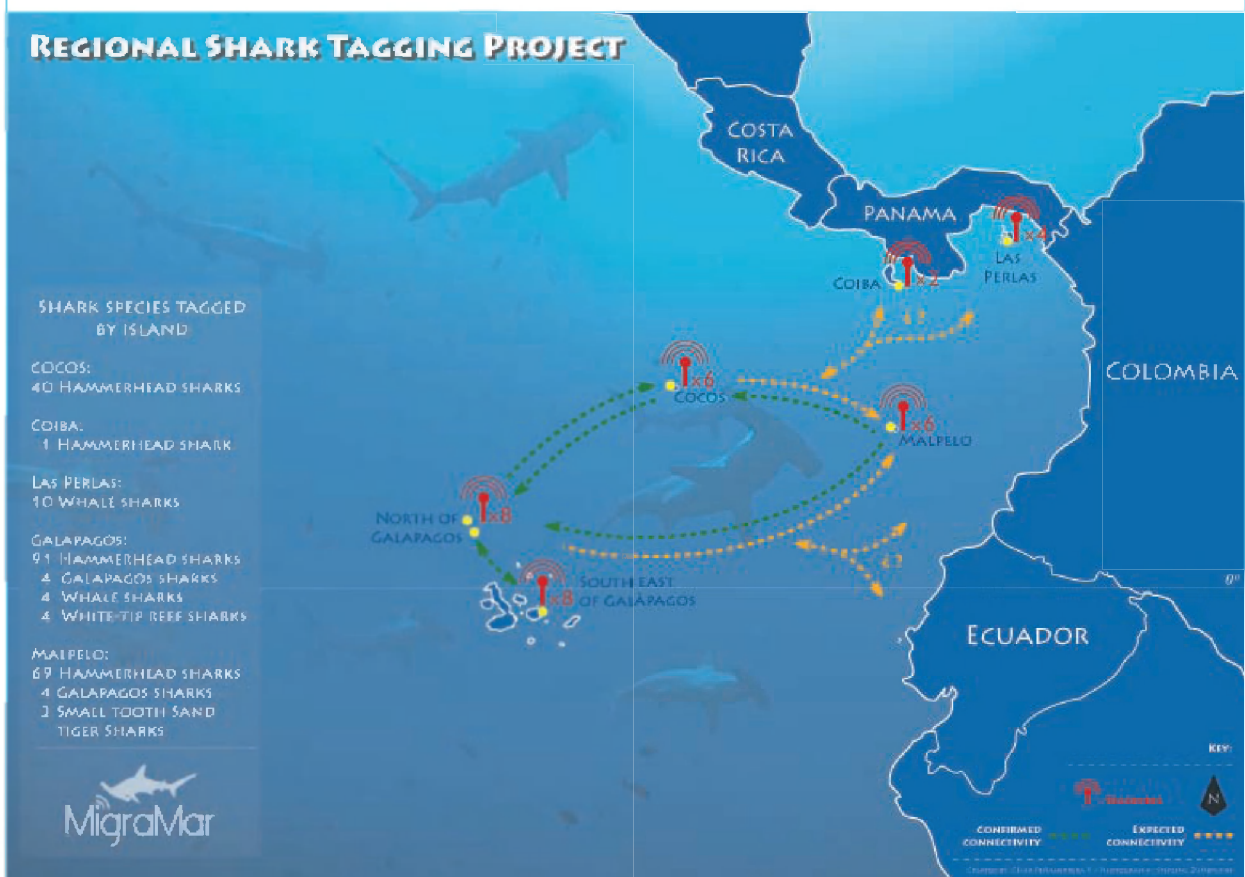 REGIONAL SHARK TAGGING PROJECT
COSTA
RICA
PANAMA
x4
LAS
PERLAS
COIBA
x2
COLOMBIA
x6
COCOS
x6
MALPELO
x8
NORTH OF
GALAPAGOS
x8
SOUTH EAST
OF GALÁPAGOS
0°
ECUADOR
SHARK SPECIES TAGGED
BY ISLAND
COCOS:
40 HAMMERHEAD SHARKS
COIBA:
1 HAMMERHEAD SHARK
LAS PERLAS:
10 WHALE SHARKS
GALAPAGOS:
91 HAMMERHEAD SHARKS
4 GALAPAGOS SHARKS
4 WHALE SHARKS
4 WHITE-TIP REEF SHARKS
MALPELO:
69 HAMMERHEAD SHARKS
4 GALAPAGOS SHARKS
SMALL TOOTH SAND
TIGER SHARKS
MigraMar
KEY:
N
CONFIRMED
CONNECTIVITY
EXPECTED
CONNECTIVITY